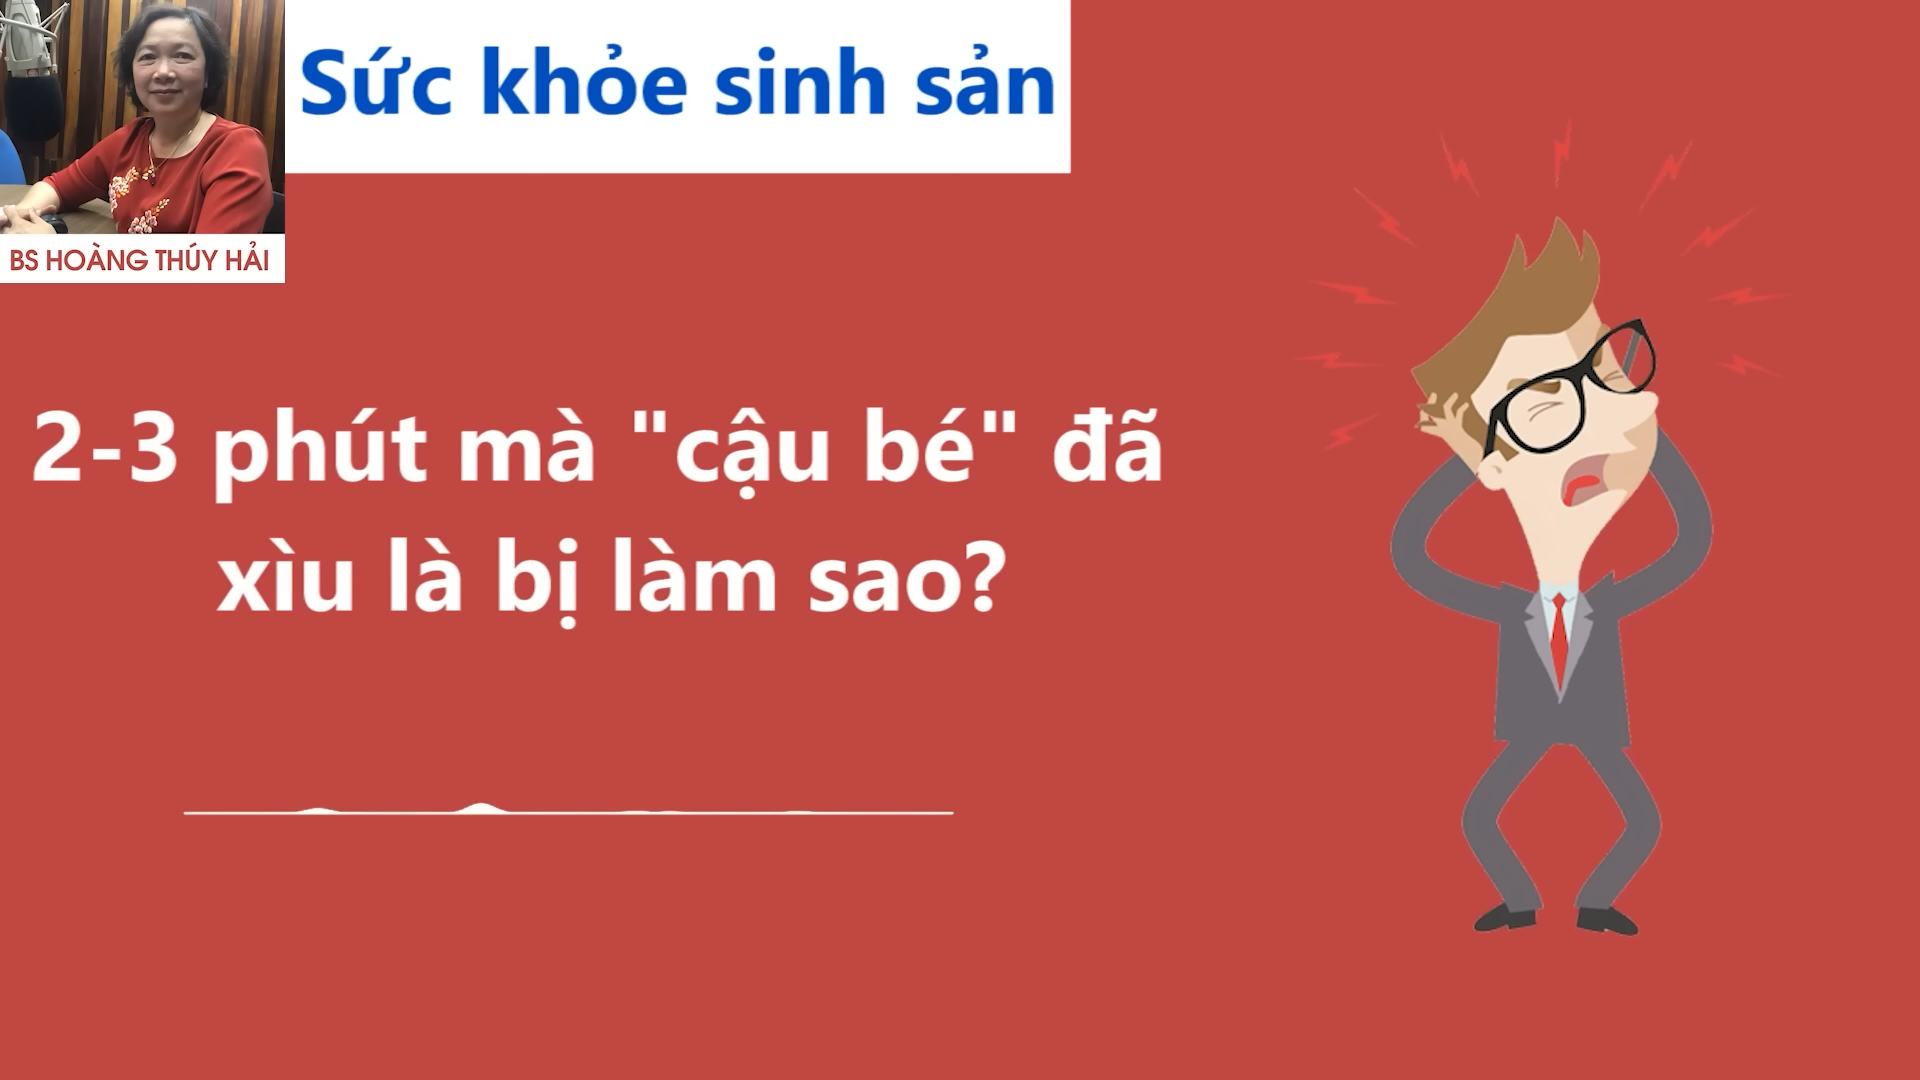 Sức khỏe sinh sản
BS HOÀNG THÚY HẢI
2-3 phút mà "cậu bé" đã
xìu là bị làm sao?